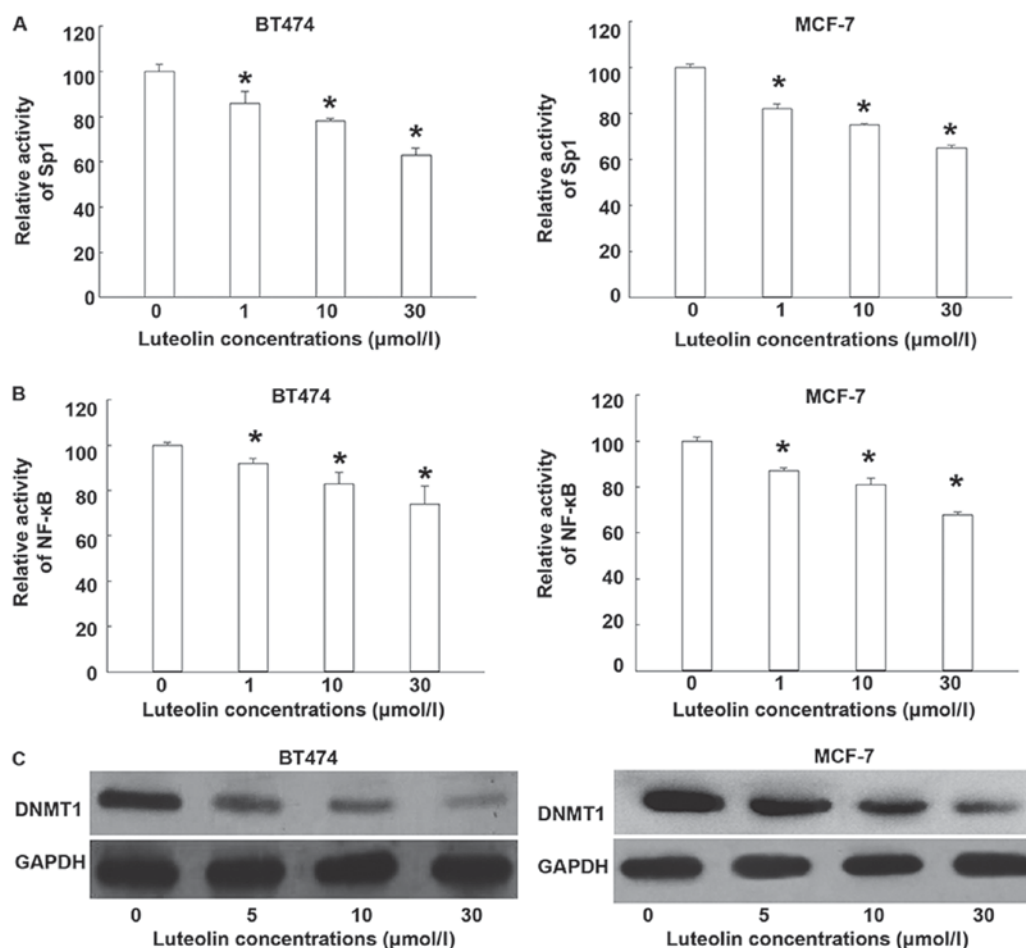 A
BT474
MCF-7
120
100
80
60
40
20
0
Relative activity
of Sp1
*
*
*
0 1 10 30
Luteolin concentrations (μmol/l)
120
100
80
60
40
20
0
Relative activity
of Sp1
*
*
*
0 1 10 30
Luteolin concentrations (μmol/l)
B
BT474
MCF-7
120
100
80
60
40
20
0
Relative activity
of NF-κB
*
*
*
0 1 10 30
Luteolin concentrations (μmol/l)
120
100
80
60
40
20
0
Relative activity
of NF-κB
*
*
*
0 1 10 30
Luteolin concentrations (μmol/l)
C
BT474
DNMT1
GAPDH
0 5 10 30
Luteolin concentrations (μmol/l)
MCF-7
DNMT1
GAPDH
0 5 10 30
Luteolin concentrations (μmol/l)